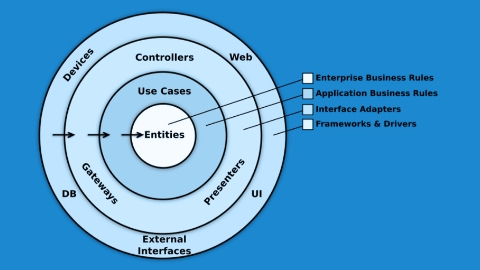 Devices
Controllers
Web
Use Cases
Entities
DB
Gateways
Presenters
UI
External
Interfaces
Enterprise Business Rules
Application Business Rules
Interface Adapters
Frameworks & Drivers